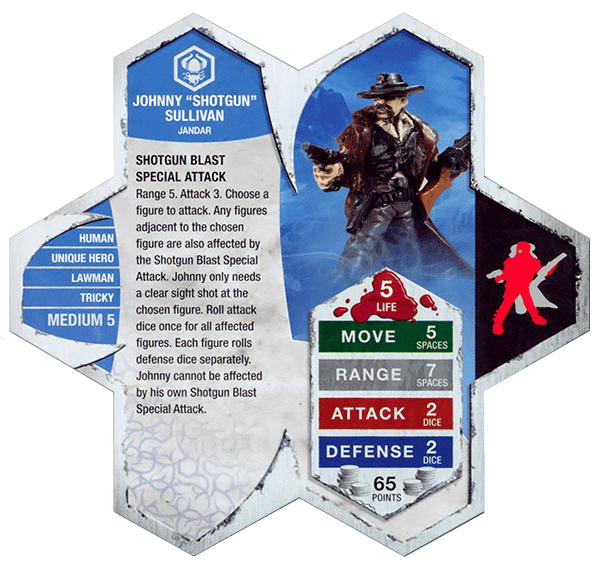 JOHNNY “SHOTGUN”
SULLIVAN
JANDAR
SHOTGUN BLAST
SPECIAL ATTACK
Range 5. Attack 3. Choose a
figure to attack. Any figures
adjacent to the chosen
figure are also affected by
the Shotgun Blast Special
Attack. Johnny only needs
a clear sight shot at the
chosen figure. Roll attack
dice once for all affected
figures. Each figure rolls
defense dice separately.
Johnny cannot be affected
by his own Shotgun Blast
Special Attack.
HUMAN
UNIQUE HERO
LAWMAN
TRICKY
MEDIUM 5
5
LIFE
MOVE 5
SPACES
RANGE 7
SPACES
ATTACK 2
DICE
DEFENSE 2
DICE
65
POINTS